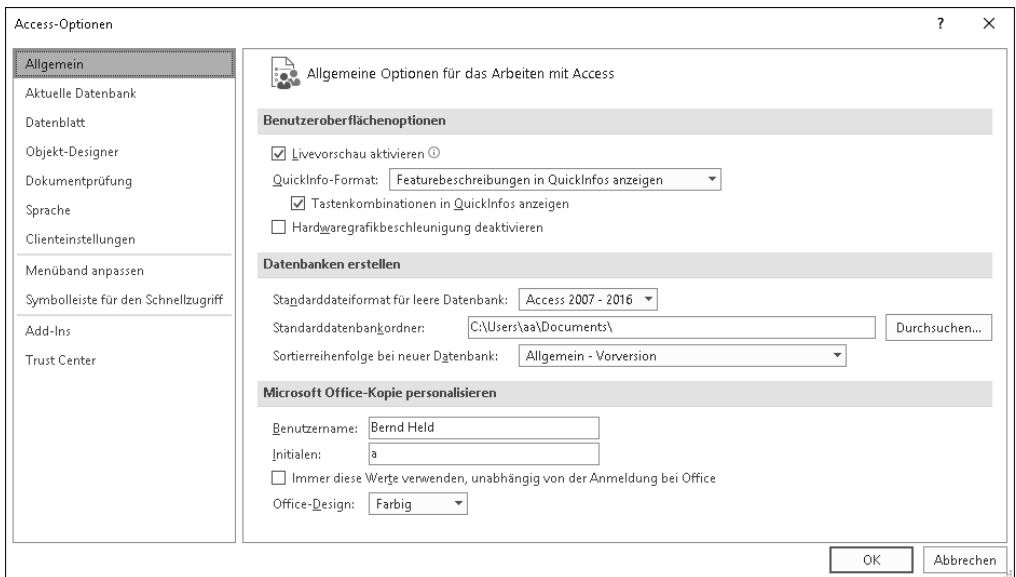 Access-Optionen ? ×
Allgemein
Aktuelle Datenbank
Datenblatt
Objekt-Designer
Dokumentprüfung
Sprache
Clienteinstellungen
Menüband anpassen
Symbolleiste für den Schnellzugriff
Add-Ins
Trust Center
Allgemeine Optionen für das Arbeiten mit Access
Benutzeroberflächenoptionen
Livevorschau aktivieren
QuickInfo-Format: Featurebeschreibungen in QuickInfos anzeigen
Tastenkombinationen in QuickInfos anzeigen
Hardwaregrafikbeschleunigung deaktivieren
Datenbanken erstellen
Standarddateiformat für leere Datenbank: Access 2007 - 2016
Standarddatenbankordner: C:\Users\aa\Documents\ Durchsuchen...
Sortierreihenfolge bei neuer Datenbank: Allgemein - Vorversion
Microsoft Office-Kopie personalisieren
Benutzername: Bernd Held
Initialen: a
Immer diese Werte verwenden, unabhängig von der Anmeldung bei Office
Office-Design: Farbig
OK Abbrechen